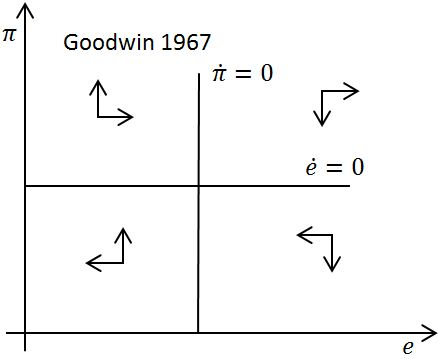 π
Goodwin 1967
π̇ = 0
ė = 0
e